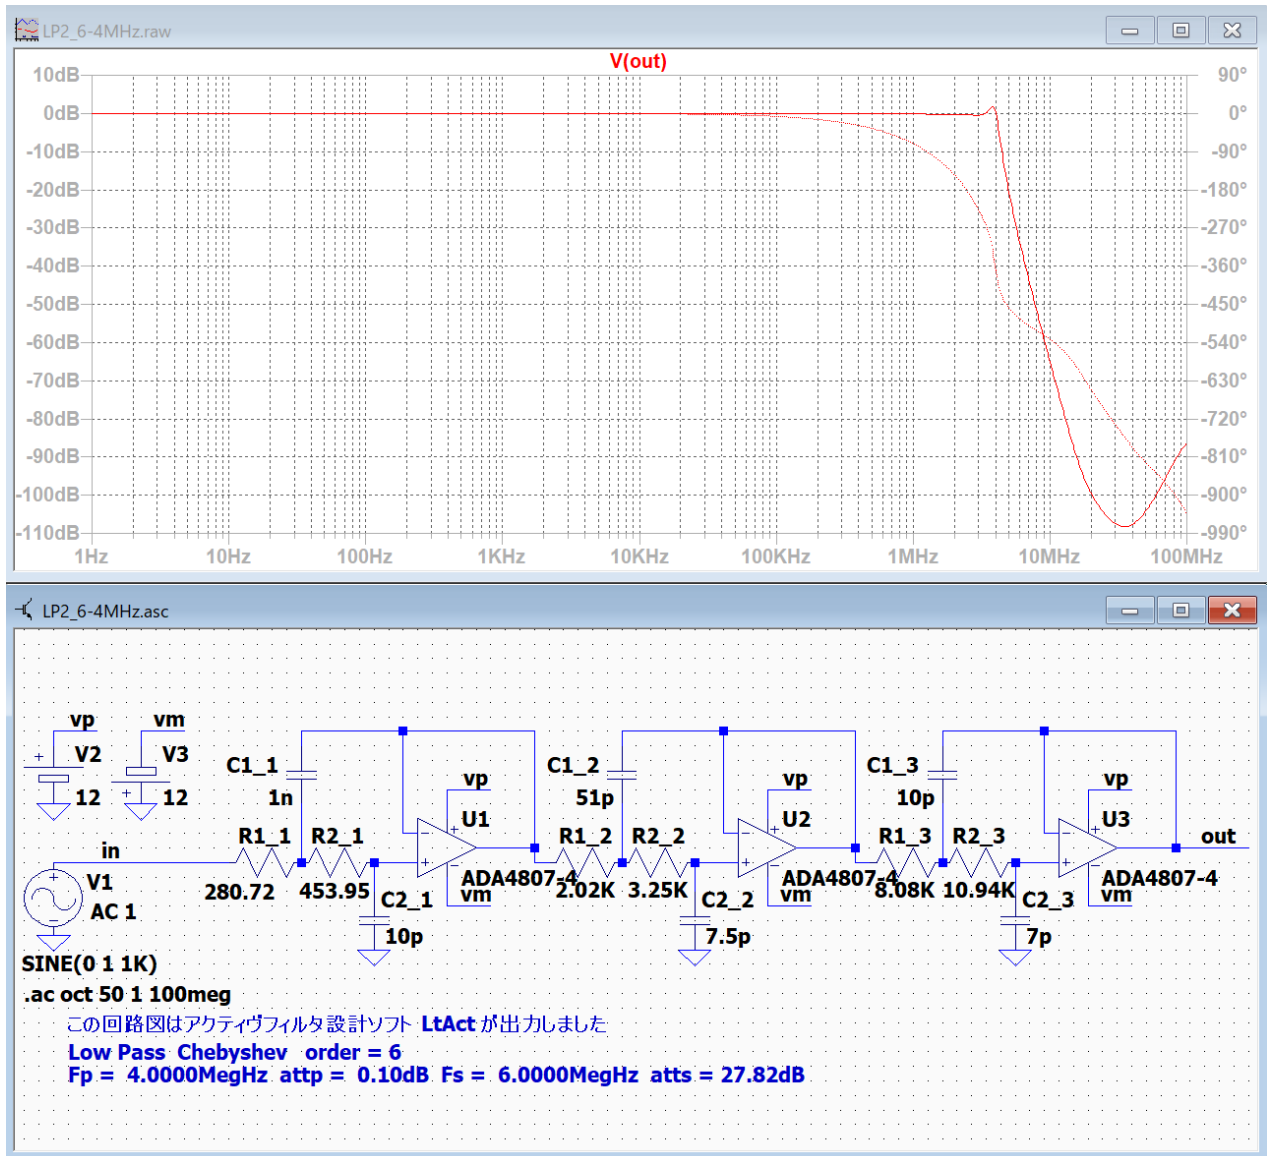 LP2_6-4MHz.raw
V(out)
10dB 90°
0dB 0°
-10dB -90°
-20dB -180°
-30dB -270°
-40dB -360°
-50dB -450°
-60dB -540°
-70dB -630°
-80dB -720°
-90dB -810°
-100dB -900°
-110dB -990°
1Hz 10Hz 100Hz 1KHz 10KHz 100KHz 1MHz 10MHz 100MHz
LP2_6-4MHz.asc
vp vm
V2 V3
12 12
C1_1 C1_2 C1_3
1n 51p 10p
vp vp vp
U1 U2 U3
in R1_1 R2_1 R1_2 R2_2 R1_3 R2_3 out
V1
AC 1
280.72 453.95 2.02K 3.25K 8.08K 10.94K
ADA4807-4 ADA4807-4 ADA4807-4
vm vm vm
C2_1 C2_2 C2_3
10p 7.5p 7p
SINE(0 1 1K)
.ac oct 50 1 100meg
この回路図はアクティヴフィルタ設計ソフト LtAct が出力しました
Low Pass Chebyshev order = 6
Fp = 4.0000MegHz attp = 0.10dB Fs = 6.0000MegHz atts = 27.82dB